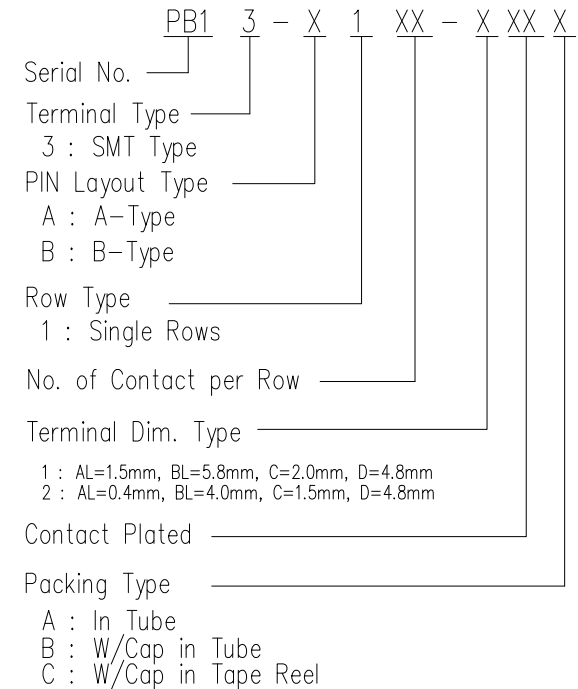 PB1 3 - X 1 XX - X XX X
Serial No.
Terminal Type
3 : SMT Type
PIN Layout Type
A : A-Type
B : B-Type
Row Type
1 : Single Rows
No. of Contact per Row
Terminal Dim. Type
1 : AL=1.5mm, BL=5.8mm, C=2.0mm, D=4.8mm
2 : AL=0.4mm, BL=4.0mm, C=1.5mm, D=4.8mm
Contact Plated
Packing Type
A : In Tube
B : W/Cap in Tube
C : W/Cap in Tape Reel